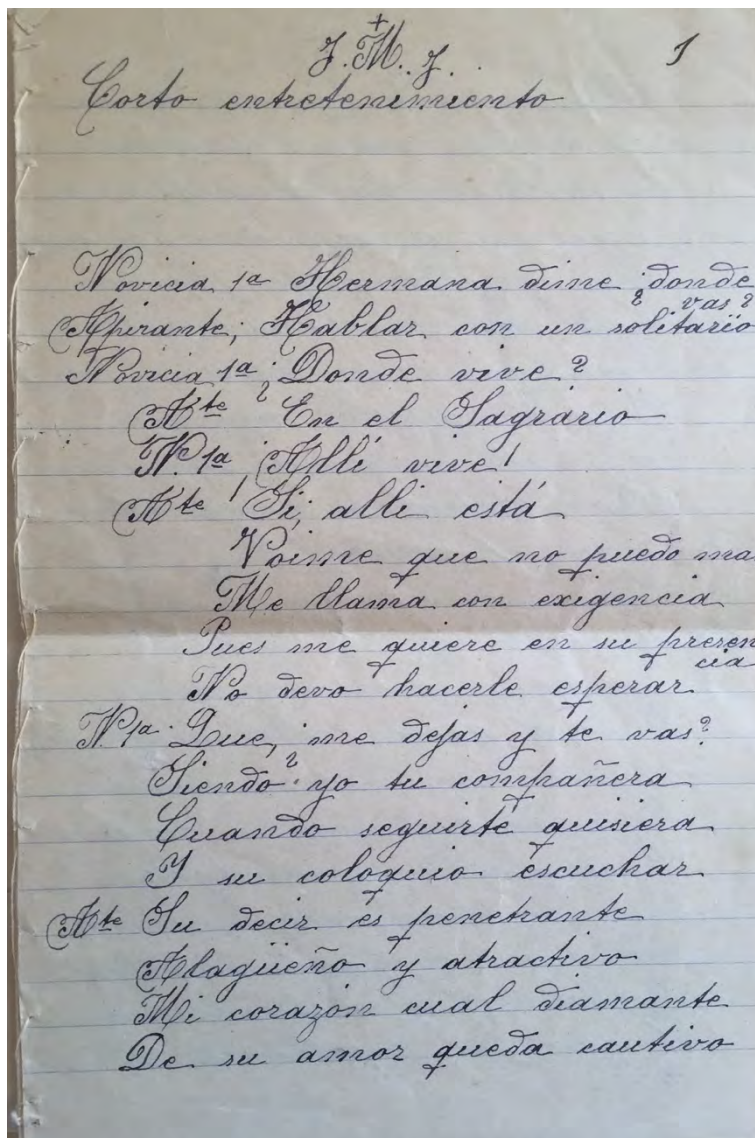 +
J. M. J.
1
Corto entretenimiento
Novicia 1ª Hermana dime ¿donde vas?
Aspirante; Hablar con un solitario
Novicia 1ª ¿Donde vive?
Ate En el Sagrario
N. 1ª ¡Allí vive!
Ate Si, alli está
Voime que no puedo mas
Me llama con exigencia
Pues me quiere en su presencia
No devo hacerle esperar
N. 1ª Que, ¿me dejas y te vas?
Siendo yo tu compañera
Cuando seguirte quisiera
Y su coloquio escuchar
Ate Su decir es penetrante
Alagüeño y atractivo
Mi corazón cual diamante
De su amor queda cautivo